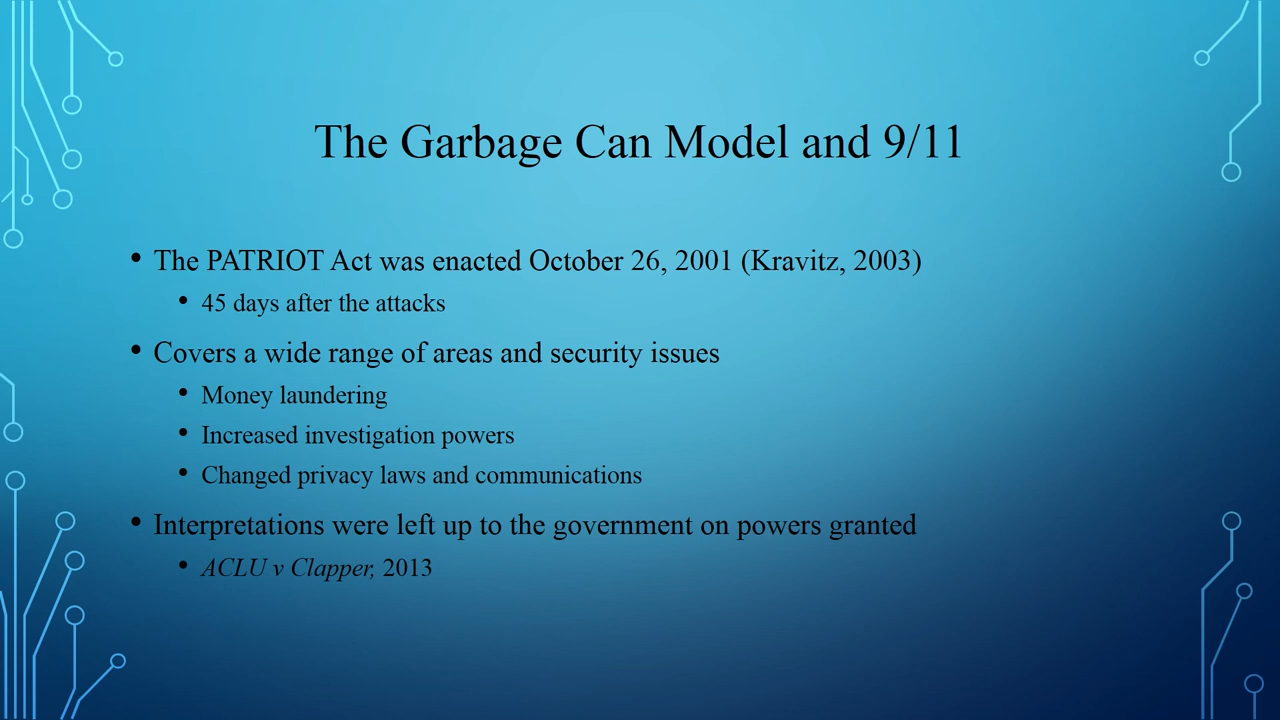 The Garbage Can Model and 9/11
• The PATRIOT Act was enacted October 26, 2001 (Kravitz, 2003)
• 45 days after the attacks
• Covers a wide range of areas and security issues
• Money laundering
• Increased investigation powers
• Changed privacy laws and communications
• Interpretations were left up to the government on powers granted
• ACLU v Clapper, 2013